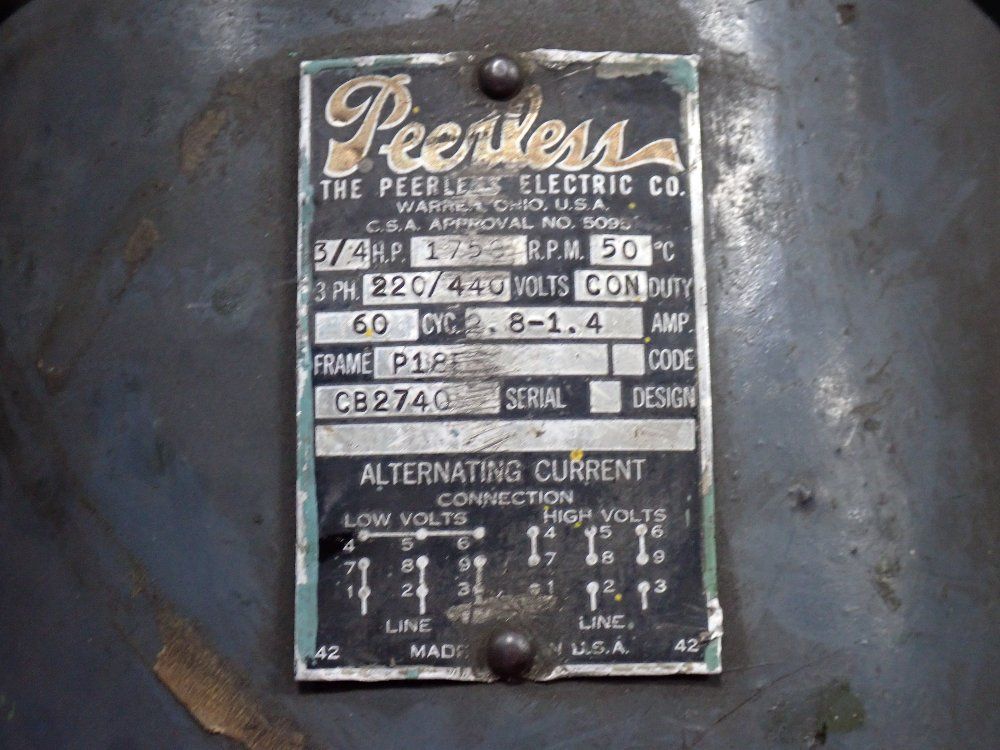 Peerless
THE PEERLESS ELECTRIC CO.
WARREN, OHIO, U.S.A.
C.S.A. APPROVAL NO.
3/4 H.P. R.P.M. 50 °C
3 PH. 220/440 VOLTS CON DUTY
60 CYC. 2.8-1.4 AMP.
FRAME CODE
SERIAL DESIGN
ALTERNATING CURRENT
CONNECTION
LOW VOLTS HIGH VOLTS
4 5 6 4 5 6
7 8 9 7 8 9
1 2 3 1 2 3
LINE LINE
42 MADE IN U.S.A. 42